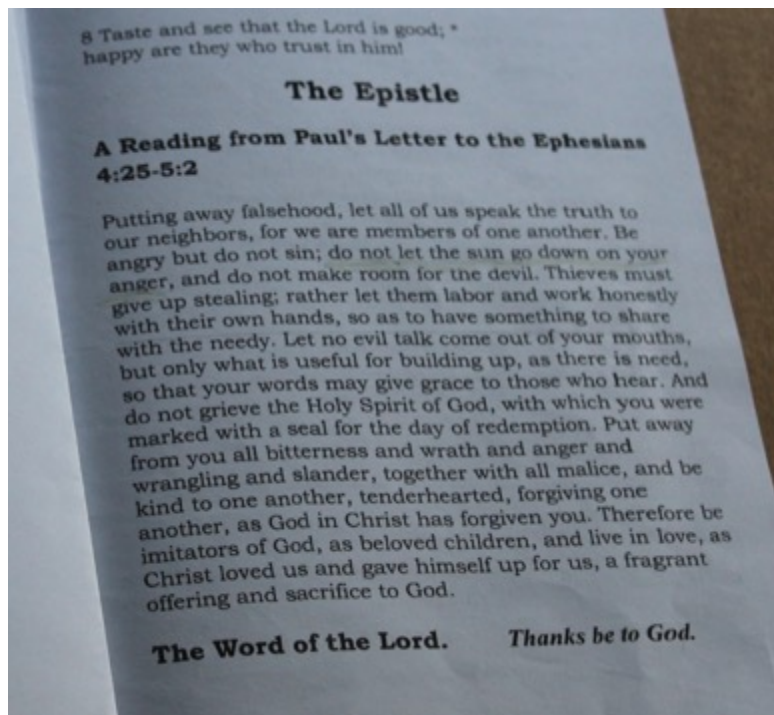 8 Taste and see that the Lord is good; *
happy are they who trust in him!
The Epistle
A Reading from Paul's Letter to the Ephesians
4:25-5:2
Putting away falsehood, let all of us speak the truth to
our neighbors, for we are members of one another. Be
angry but do not sin; do not let the sun go down on your
anger, and do not make room for the devil. Thieves must
give up stealing; rather let them labor and work honestly
with their own hands, so as to have something to share
with the needy. Let no evil talk come out of your mouths,
but only what is useful for building up, as there is need,
so that your words may give grace to those who hear. And
do not grieve the Holy Spirit of God, with which you were
marked with a seal for the day of redemption. Put away
from you all bitterness and wrath and anger and
wrangling and slander, together with all malice, and be
kind to one another, tenderhearted, forgiving one
another, as God in Christ has forgiven you. Therefore be
imitators of God, as beloved children, and live in love, as
Christ loved us and gave himself up for us, a fragrant
offering and sacrifice to God.
The Word of the Lord. Thanks be to God.